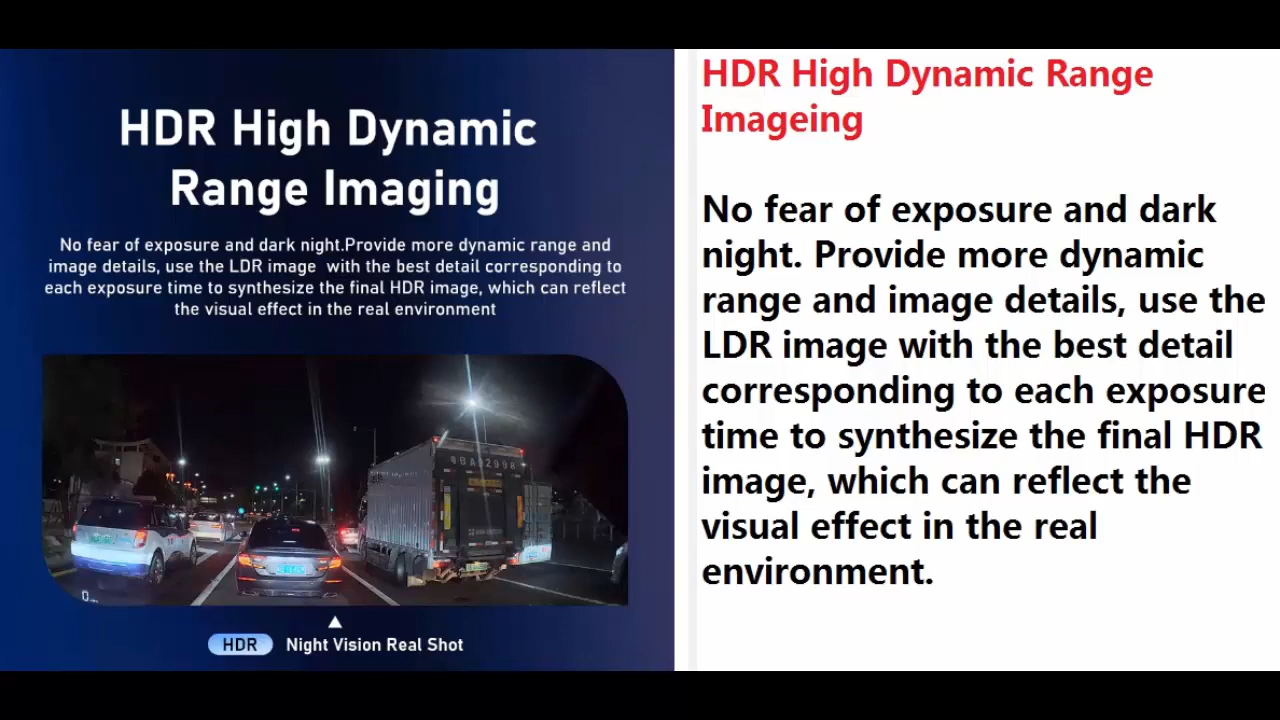 HDR High Dynamic
Range Imaging
No fear of exposure and dark night.Provide more dynamic range and
image details, use the LDR image with the best detail corresponding to
each exposure time to synthesize the final HDR image, which can reflect
the visual effect in the real environment
HDR Night Vision Real Shot
HDR High Dynamic Range
Imageing
No fear of exposure and dark
night. Provide more dynamic
range and image details, use the
LDR image with the best detail
corresponding to each exposure
time to synthesize the final HDR
image, which can reflect the
visual effect in the real
environment.